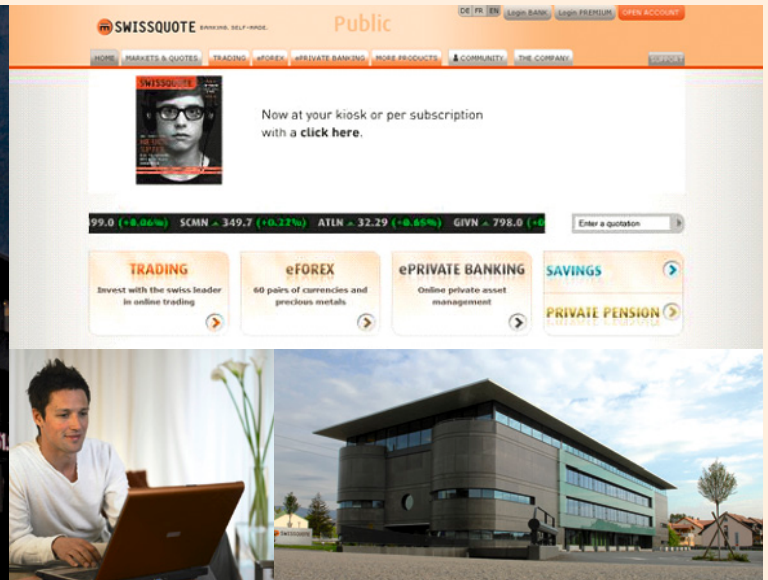 Public
DE FR EN Login BANK Login PREMIUM OPEN ACCOUNT
SWISSQUOTE BANKING. SELF-MADE.
HOME MARKETS & QUOTES TRADING eFOREX ePRIVATE BANKING MORE PRODUCTS COMMUNITY THE COMPANY SUPPORT
SWISSQUOTE
Now at your kiosk or per subscription
with a click here.
399.0 (+0.06%) SCMN 349.7 (+0.22%) ATLN 32.29 (+0.65%) GIVN 798.0 (+0
Enter a quotation
TRADING
Invest with the swiss leader
in online trading
eFOREX
60 pairs of currencies and
precious metals
ePRIVATE BANKING
Online private asset
management
SAVINGS
PRIVATE PENSION
SWISSQUOTE